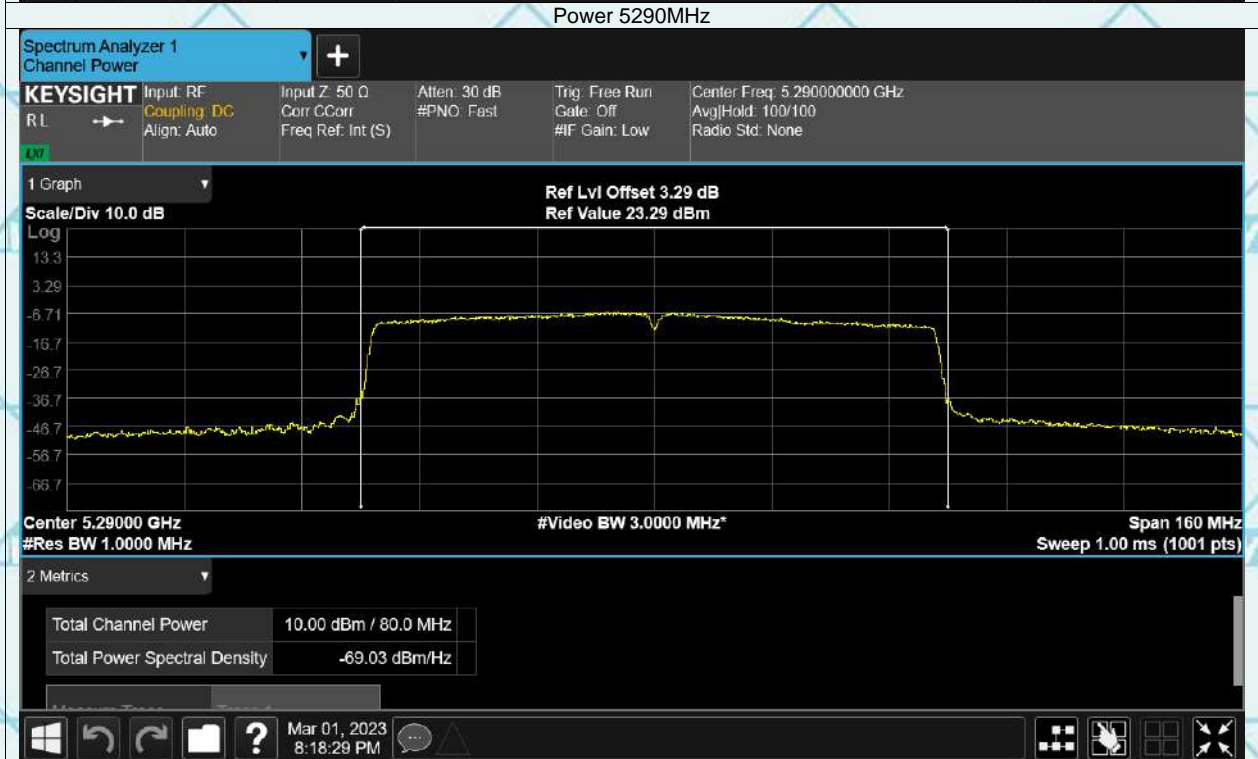 Power 5290MHz
Spectrum Analyzer 1
Channel Power
+
KEYSIGHT Input: RF Input Z: 50 Ω Atten: 30 dB Trig: Free Run Center Freq: 5.290000000 GHz
RL Coupling: DC Corr CCorr #PNO: Fast Gate: Off Avg|Hold: 100/100
Align: Auto Freq Ref: Int (S) #IF Gain: Low Radio Std: None
LXI
1 Graph
Ref Lvl Offset 3.29 dB
Scale/Div 10.0 dB Ref Value 23.29 dBm
Log
13.3
3.29
-6.71
-16.7
-26.7
-36.7
-46.7
-56.7
-66.7
Center 5.29000 GHz #Video BW 3.0000 MHz* Span 160 MHz
#Res BW 1.0000 MHz Sweep 1.00 ms (1001 pts)
2 Metrics
Total Channel Power 10.00 dBm / 80.0 MHz
Total Power Spectral Density -69.03 dBm/Hz
? Mar 01, 2023
8:18:29 PM